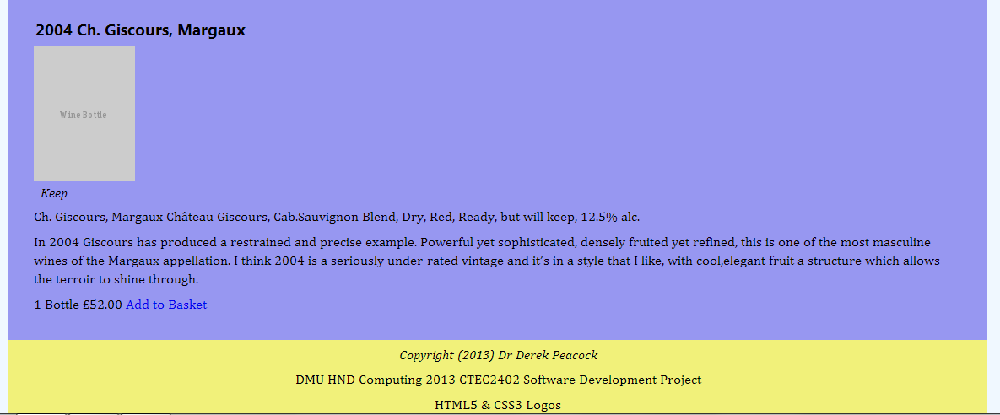 2004 Ch. Giscours, Margaux
Wine Bottle
Keep
Ch. Giscours, Margaux Château Giscours, Cab.Sauvignon Blend, Dry, Red, Ready, but will keep, 12.5% alc.
In 2004 Giscours has produced a restrained and precise example. Powerful yet sophisticated, densely fruited yet refined, this is one of the most masculine
wines of the Margaux appellation. I think 2004 is a seriously under-rated vintage and it’s in a style that I like, with cool,elegant fruit a structure which allows
the terroir to shine through.
1 Bottle £52.00 Add to Basket
Copyright (2013) Dr Derek Peacock
DMU HND Computing 2013 CTEC2402 Software Development Project
HTML5 & CSS3 Logos